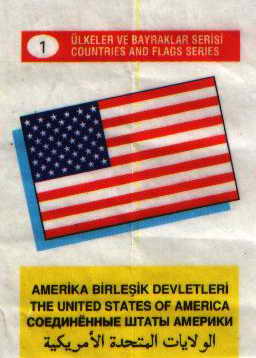 1
ÜLKELER VE BAYRAKLAR SERİSİ
COUNTRIES AND FLAGS SERIES
AMERİKA BİRLEŞİK DEVLETLERİ
THE UNITED STATES OF AMERICA
СОЕДИНЁННЫЕ ШТАТЫ АМЕРИКИ
الولايات المتحدة الأمريكية